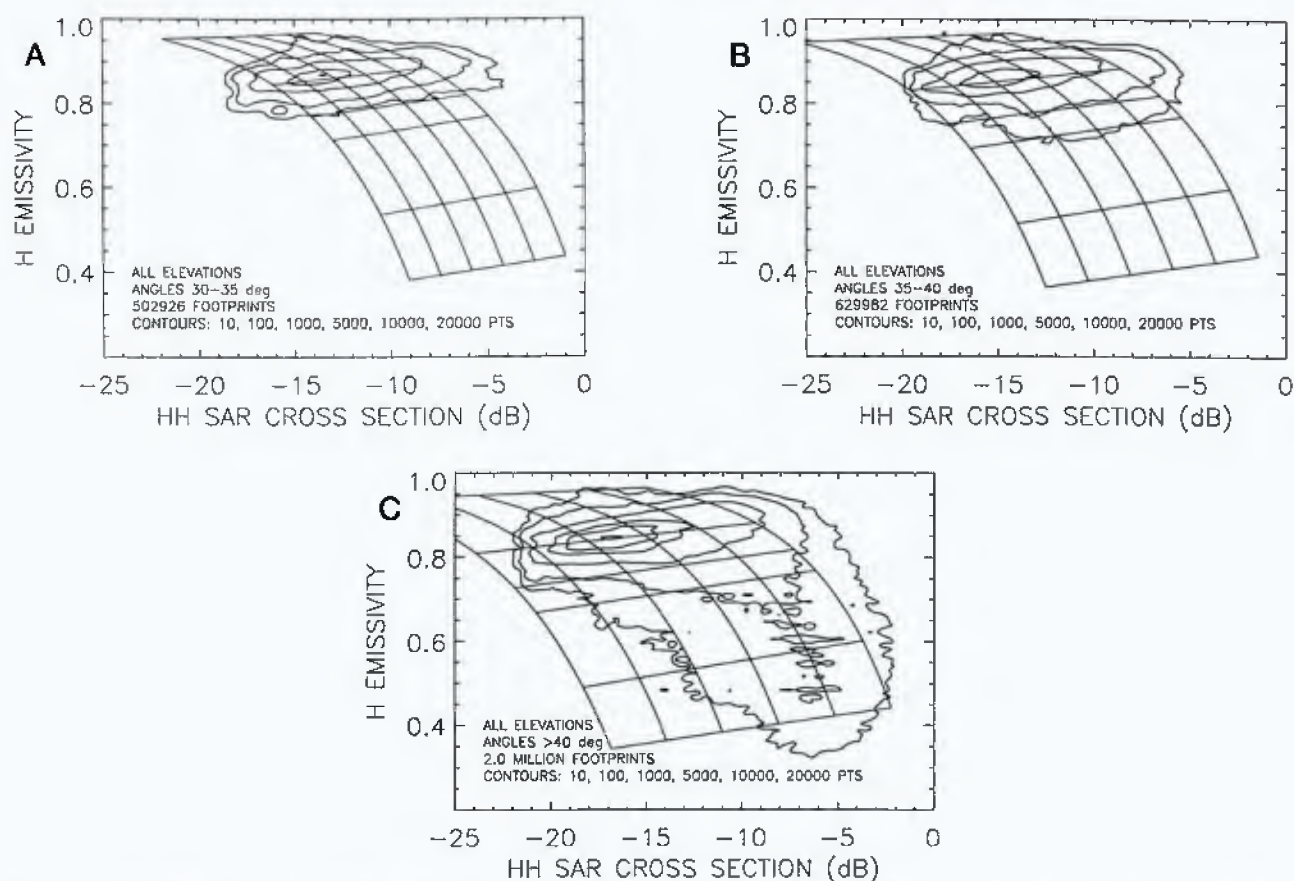 A
1.0
0.8
0.6
0.4
H EMISSIVITY
ALL ELEVATIONS
ANGLES 30-35 deg
502926 FOOTPRINTS
CONTOURS: 10, 100, 1000, 5000, 10000, 20000 PTS
-25 -20 -15 -10 -5 0
HH SAR CROSS SECTION (dB)
B
1.0
0.8
0.6
0.4
H EMISSIVITY
ALL ELEVATIONS
ANGLES 35-40 deg
629982 FOOTPRINTS
CONTOURS: 10, 100, 1000, 5000, 10000, 20000 PTS
-25 -20 -15 -10 -5 0
HH SAR CROSS SECTION (dB)
C
1.0
0.8
0.6
0.4
H EMISSIVITY
ALL ELEVATIONS
ANGLES >40 deg
2.0 MILLION FOOTPRINTS
CONTOURS: 10, 100, 1000, 5000, 10000, 20000 PTS
-25 -20 -15 -10 -5 0
HH SAR CROSS SECTION (dB)